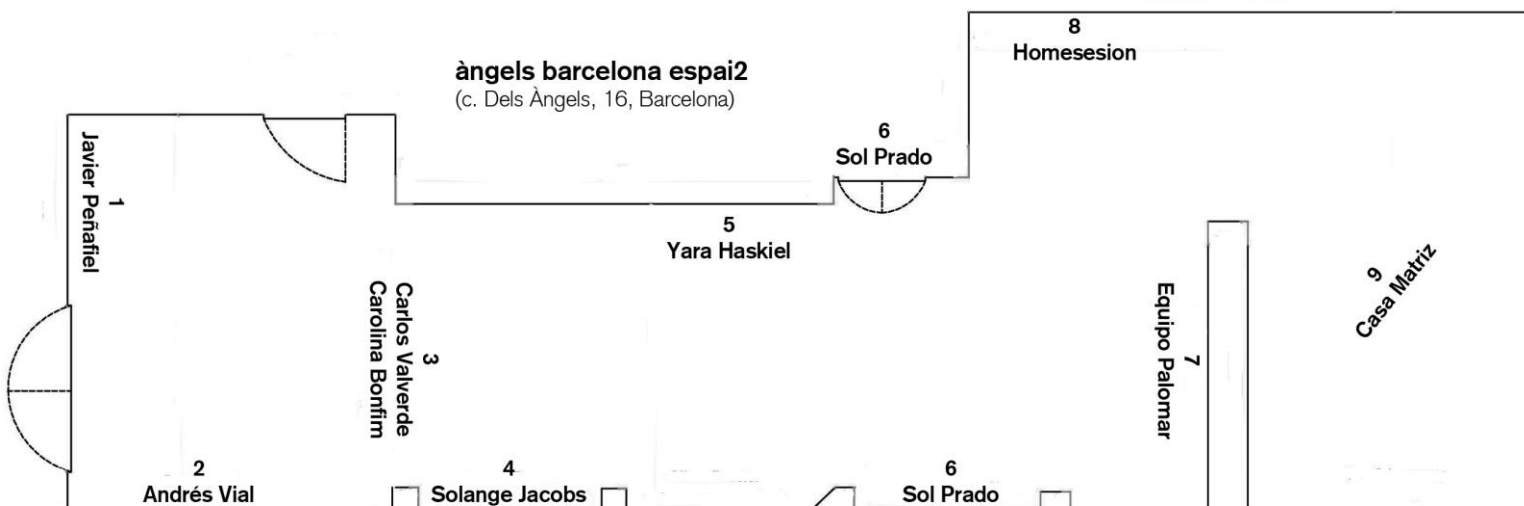 àngels barcelona espai2
(c. Dels Àngels, 16, Barcelona)
1
Javier Peñafiel
2
Andrés Vial
3
Carlos Valverde
Carolina Bonfim
4
Solange Jacobs
5
Yara Haskiel
6
Sol Prado
6
Sol Prado
7
Equipo Palomar
8
Homesesion
9
Casa Matriz